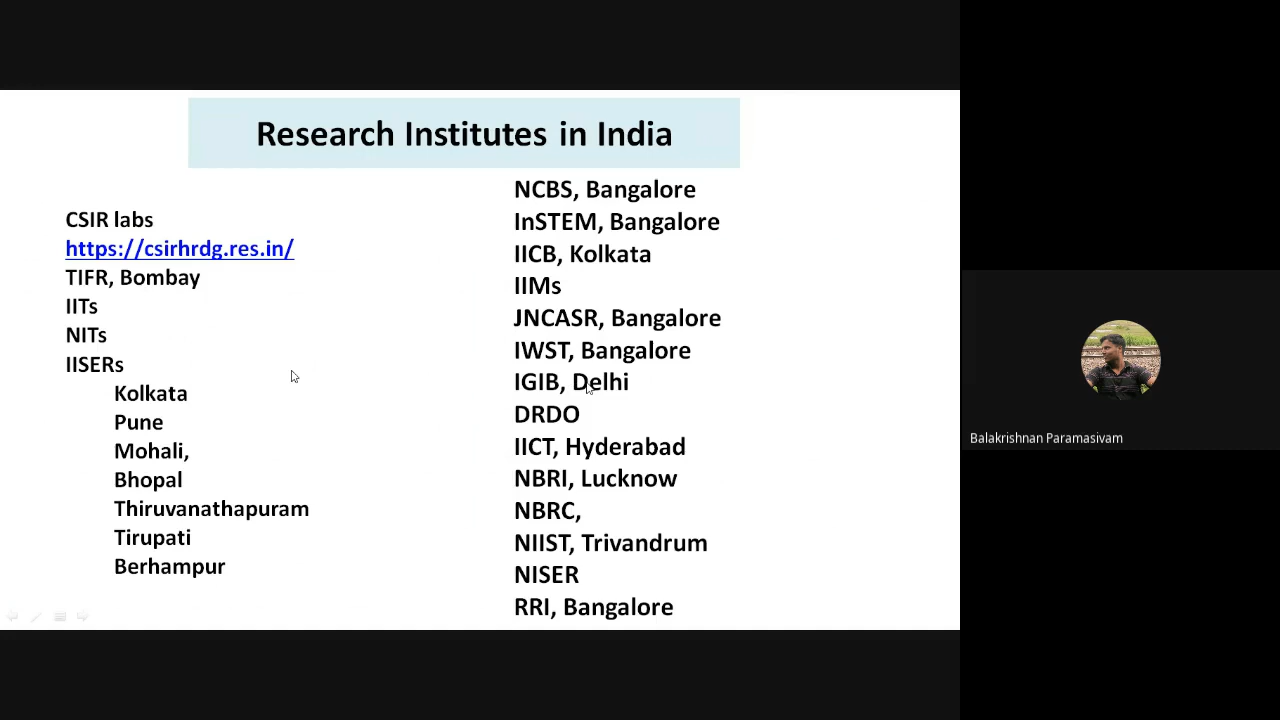 Research Institutes in India
CSIR labs
https://csirhrdg.res.in/
TIFR, Bombay
IITs
NITs
IISERs
Kolkata
Pune
Mohali,
Bhopal
Thiruvanathapuram
Tirupati
Berhampur
NCBS, Bangalore
InSTEM, Bangalore
IICB, Kolkata
IIMs
JNCASR, Bangalore
IWST, Bangalore
IGIB, Delhi
DRDO
IICT, Hyderabad
NBRI, Lucknow
NBRC,
NIIST, Trivandrum
NISER
RRI, Bangalore
Balakrishnan Paramasivam